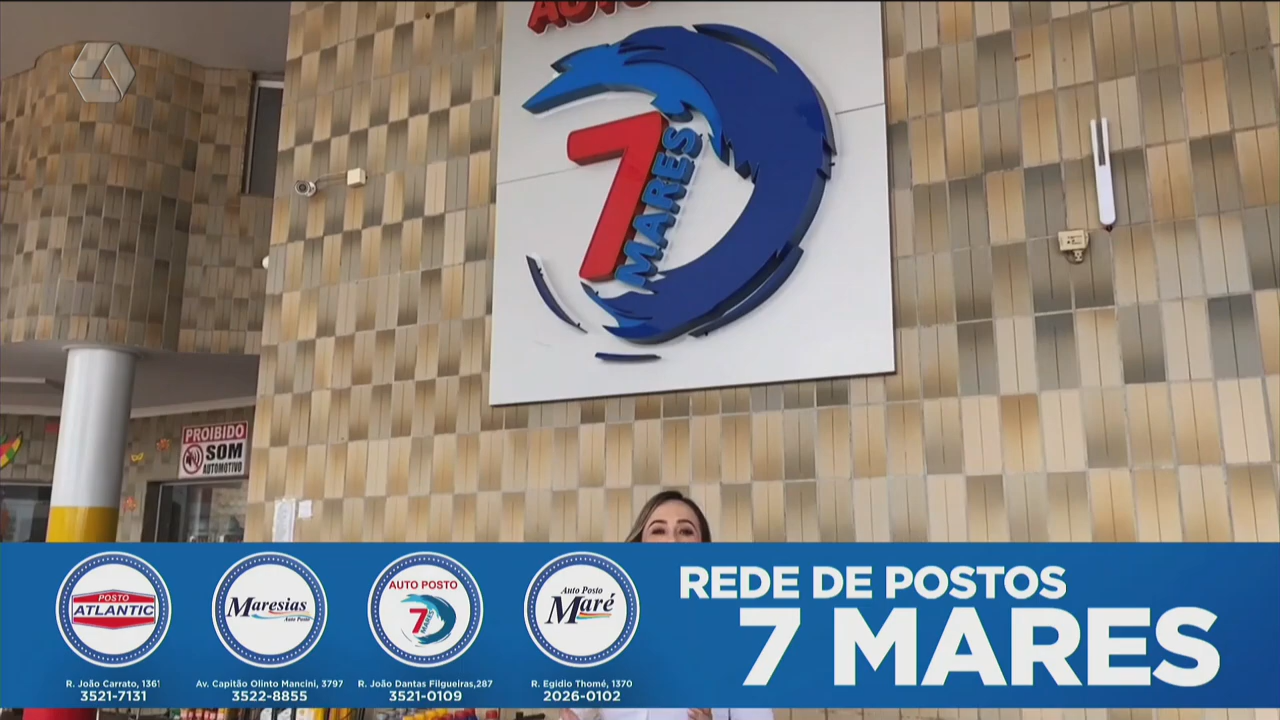 AUTO
7
MARES
PROIBIDO
SOM
AUTOMOTIVO
POSTO
ATLANTIC
R. João Carrato, 1361
3521-7131
Maresias
Auto Posto
Av. Capitão Olinto Mancini, 3797
3522-8855
AUTO POSTO
7
MARES
R. João Dantas Filgueiras,287
3521-0109
Auto Posto
Maré
R. Egidio Thomé, 1370
2026-0102
REDE DE POSTOS
7 MARES